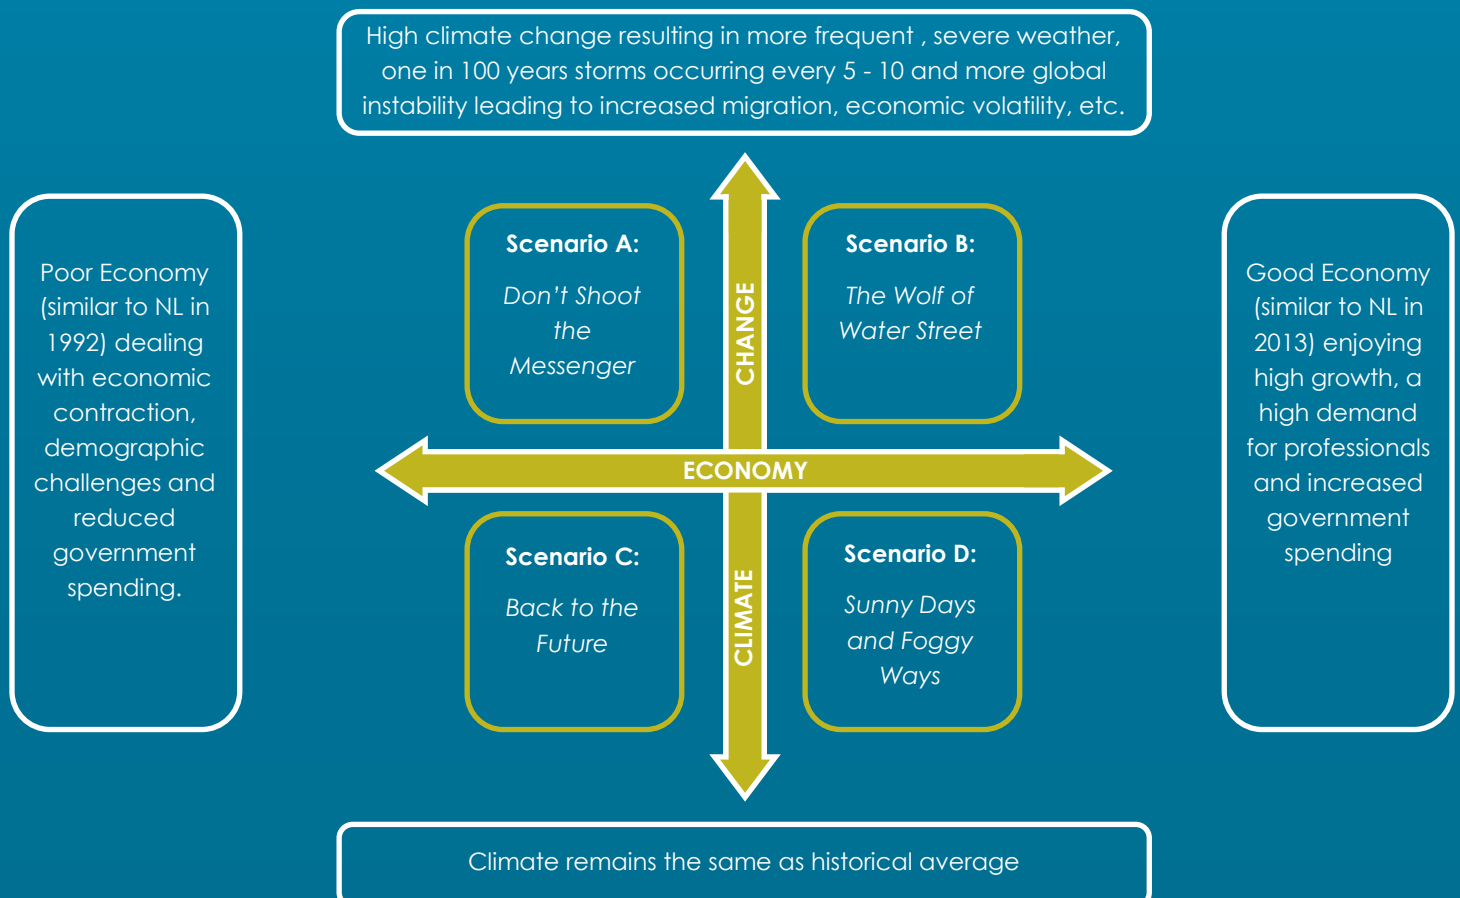 High climate change resulting in more frequent , severe weather,
one in 100 years storms occurring every 5 - 10 and more global
instability leading to increased migration, economic volatility, etc.
Poor Economy
(similar to NL in
1992) dealing
with economic
contraction,
demographic
challenges and
reduced
government
spending.
Scenario A:
Don't Shoot
the
Messenger
CHANGE
Scenario B:
The Wolf of
Water Street
Good Economy
(similar to NL in
2013) enjoying
high growth, a
high demand
for professionals
and increased
government
spending
ECONOMY
Scenario C:
Back to the
Future
CLIMATE
Scenario D:
Sunny Days
and Foggy
Ways
Climate remains the same as historical average